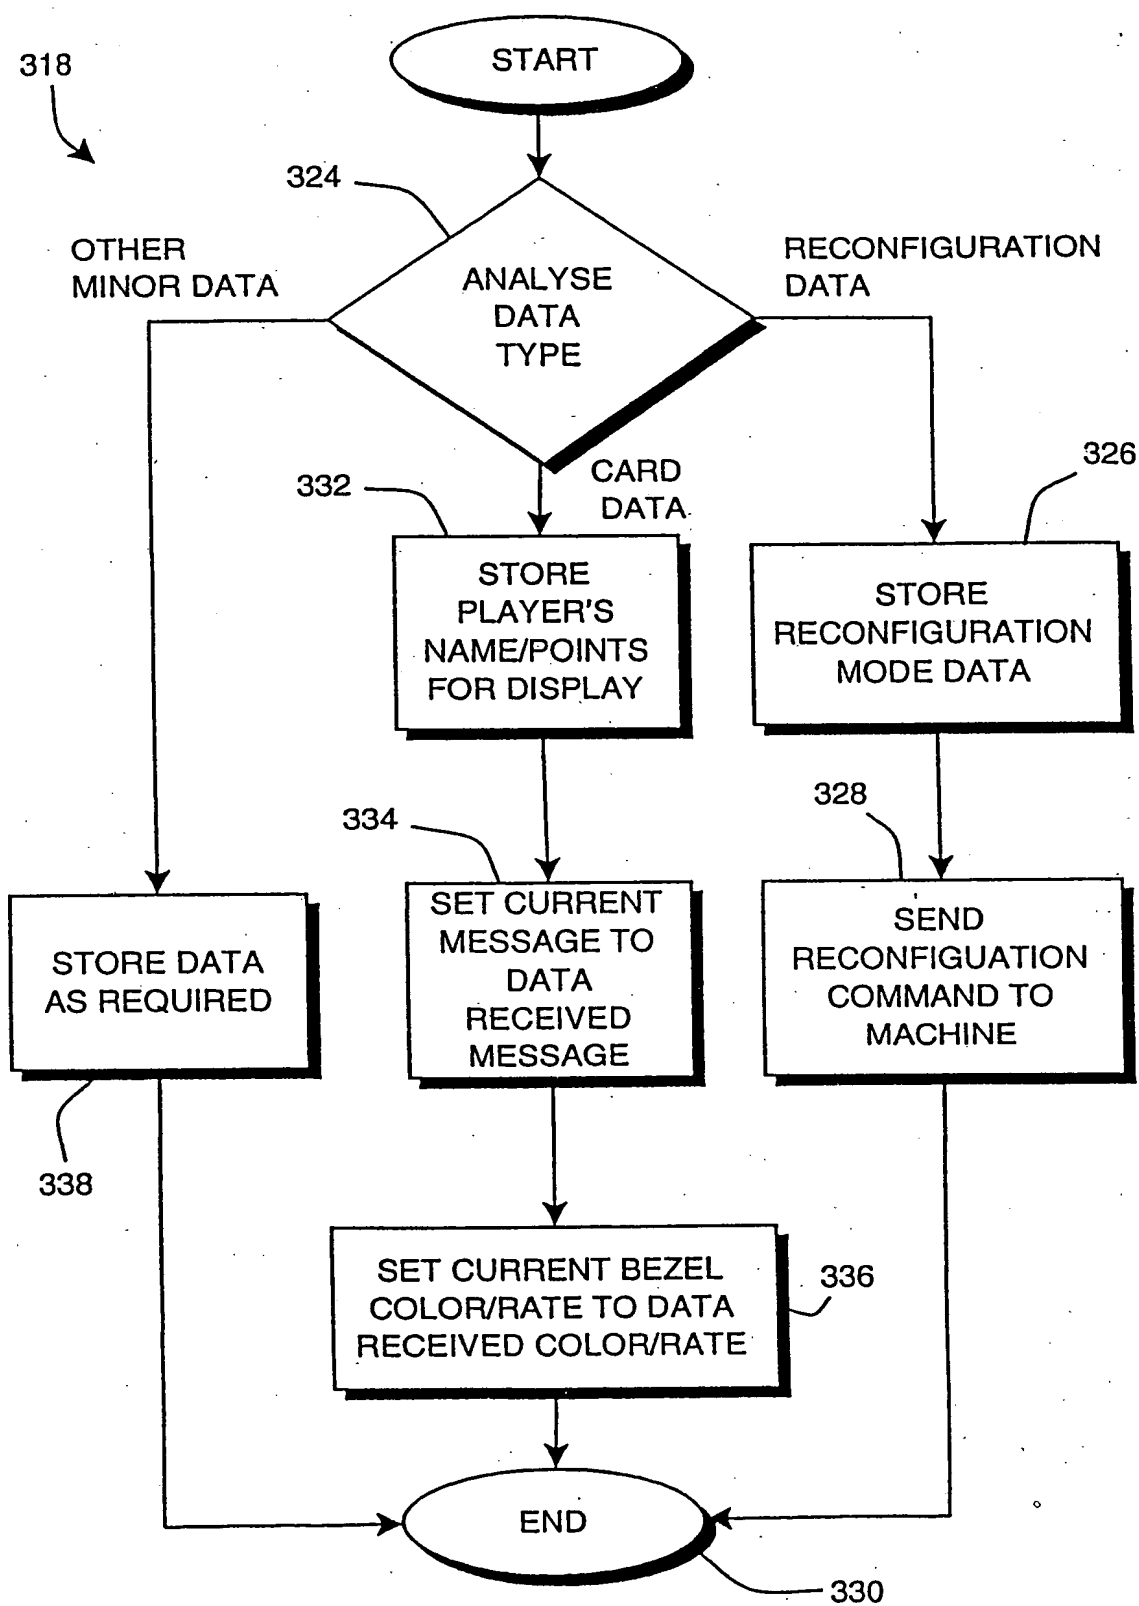 START
318
324
OTHER
MINOR DATA
ANALYSE
DATA
TYPE
RECONFIGURATION
DATA
CARD
DATA
332
326
STORE
PLAYER'S
NAME/POINTS
FOR DISPLAY
STORE
RECONFIGURATION
MODE DATA
334
328
STORE DATA
AS REQUIRED
SET CURRENT
MESSAGE TO
DATA
RECEIVED
MESSAGE
SEND
RECONFIGUATION
COMMAND TO
MACHINE
338
SET CURRENT BEZEL
COLOR/RATE TO DATA
RECEIVED COLOR/RATE
336
END
330